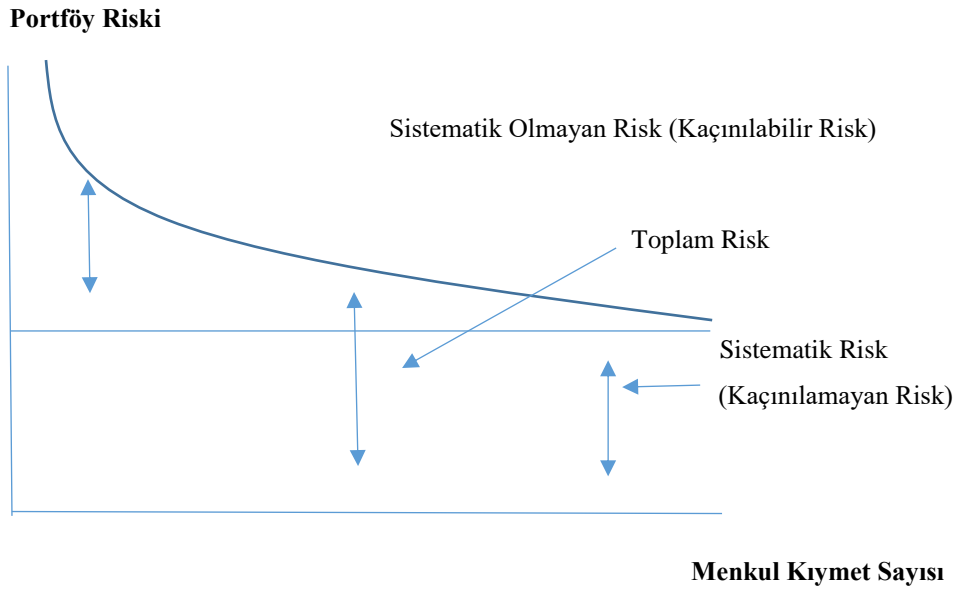 Portföy Riski
Sistematik Olmayan Risk (Kaçınılabilir Risk)
Toplam Risk
Sistematik Risk
(Kaçınılamayan Risk)
Menkul Kıymet Sayısı